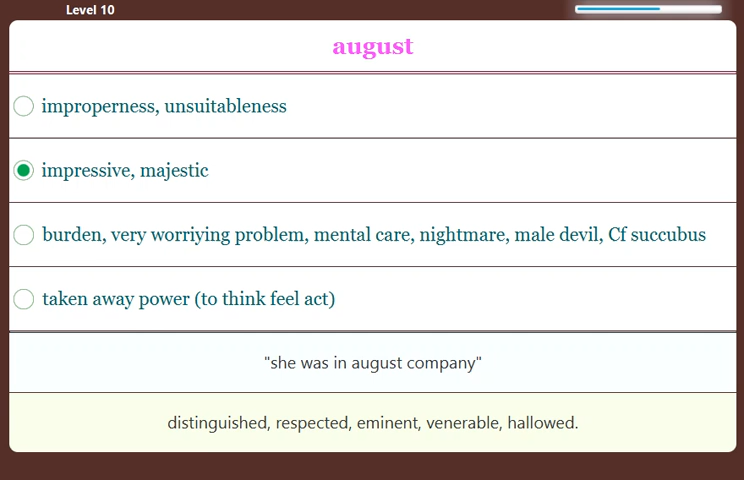 Level 10
august
improperness, unsuitableness
impressive, majestic
burden, very worriying problem, mental care, nightmare, male devil, Cf succubus
taken away power (to think feel act)
"she was in august company"
distinguished, respected, eminent, venerable, hallowed.